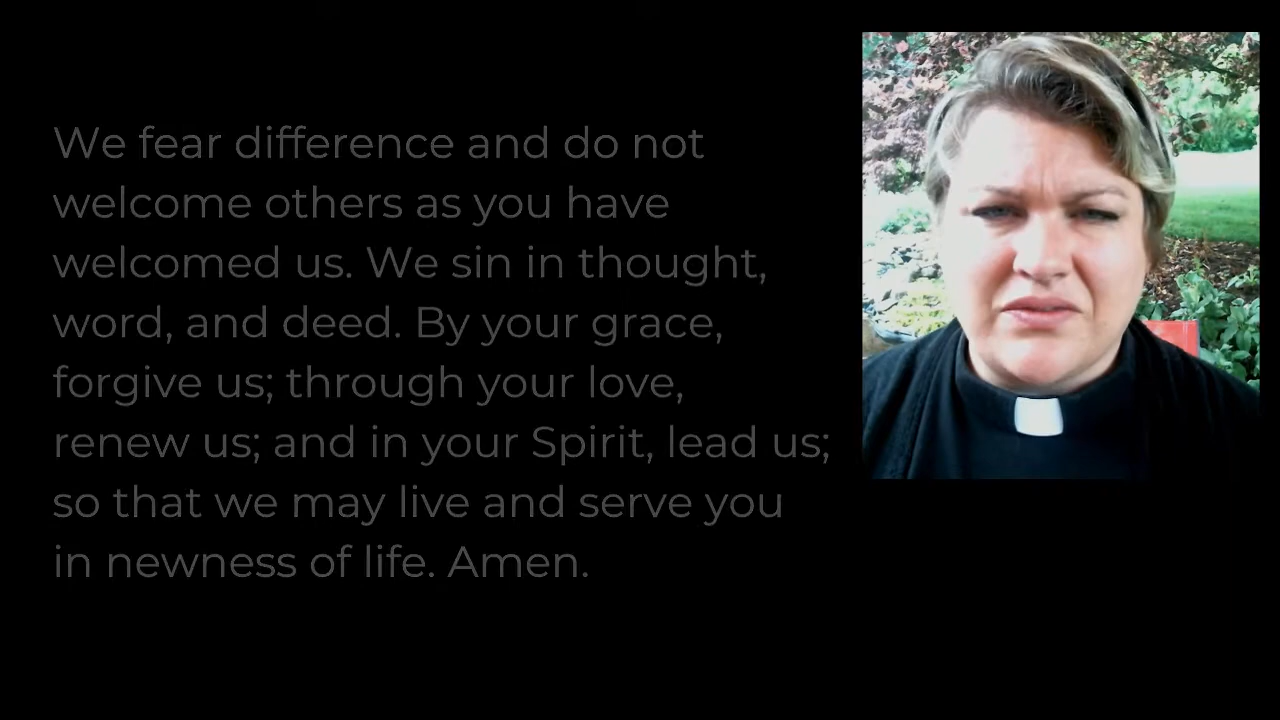 We fear difference and do not
welcome others as you have
welcomed us. We sin in thought,
word, and deed. By your grace,
forgive us; through your love,
renew us; and in your Spirit, lead us;
so that we may live and serve you
in newness of life. Amen.